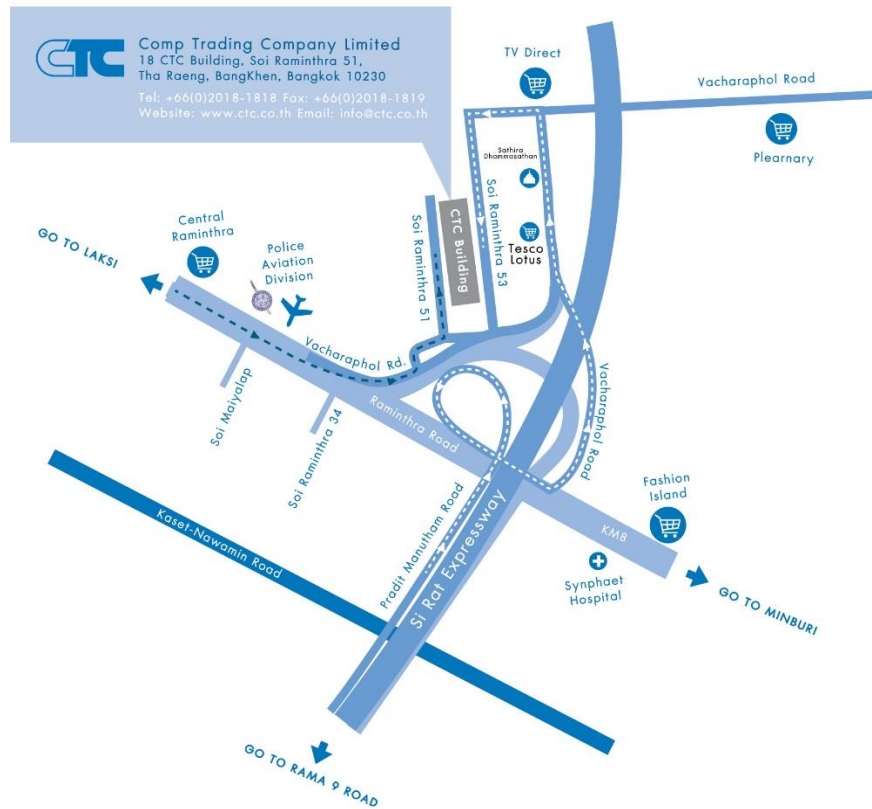 CTC
Comp Trading Company Limited
18 CTC Building, Soi Raminthra 51,
Tha Raeng, BangKhen, Bangkok 10230
Tel: +66(0)2018-1818 Fax: +66(0)2018-1819
Website: www.ctc.co.th Email: info@ctc.co.th
TV Direct
Vacharaphol Road
Plearnary
Sathira
Dhammasathan
Soi Raminthra 53
CTC Building
Soi Raminthra 51
Tesco
Lotus
Central
Raminthra
GO TO LAKSI
Police
Aviation
Division
Vacharaphol Rd.
Soi Maiyalap
Soi Raminthra 34
Raminthra Road
Vacharaphol Road
Fashion
Island
KM8
Kaset-Nawamin Road
Pradit Manutham Road
Si Rat Expressway
Synphaet
Hospital
GO TO MINBURI
GO TO RAMA 9 ROAD